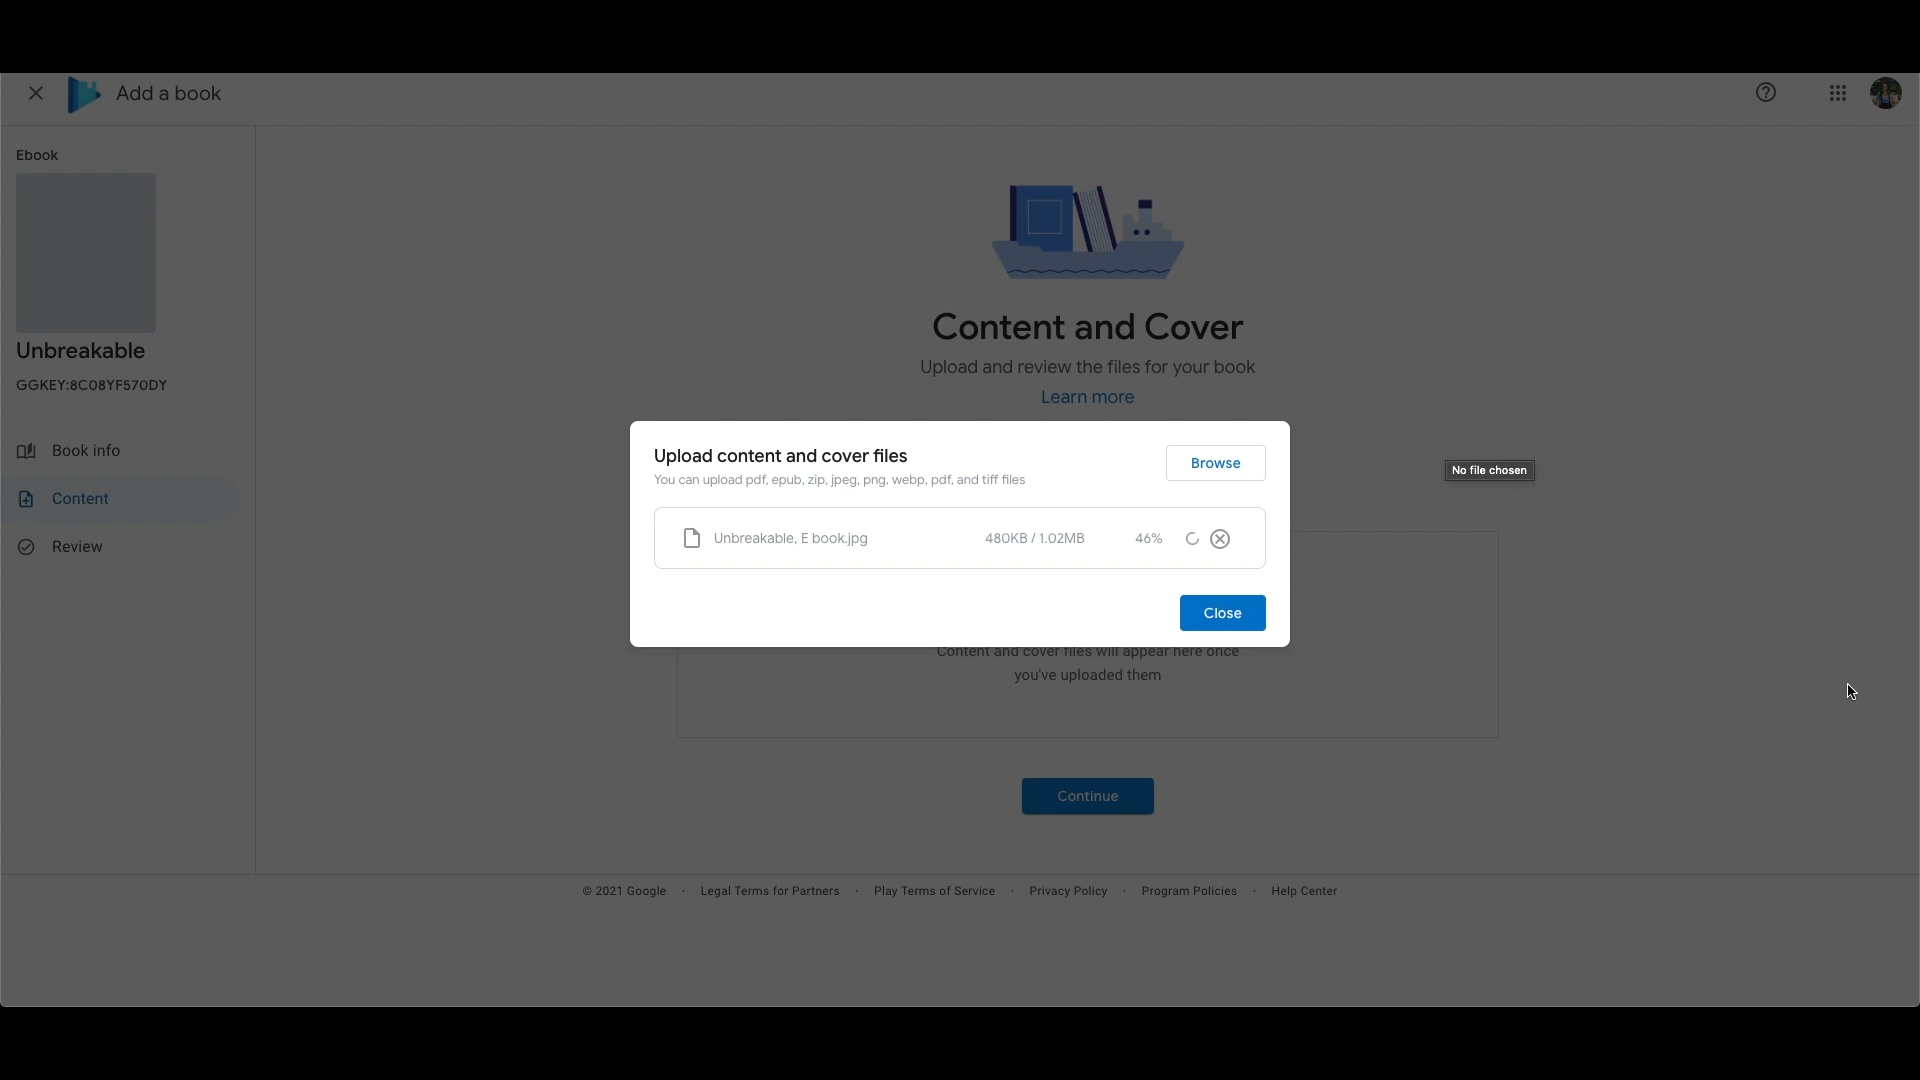 Add a book
Ebook
Unbreakable
GGKEY:8C08YF570DY
Book info
Content
Review
Content and Cover
Upload and review the files for your book
Learn more
Upload content and cover files
You can upload pdf, epub, zip, jpeg, png, webp, pdf, and tiff files
Browse
No file chosen
Unbreakable, E book.jpg 480KB / 1.02MB 46%
Close
Content and cover files will appear here once
you've uploaded them
Continue
© 2021 Google · Legal Terms for Partners · Play Terms of Service · Privacy Policy · Program Policies · Help Center